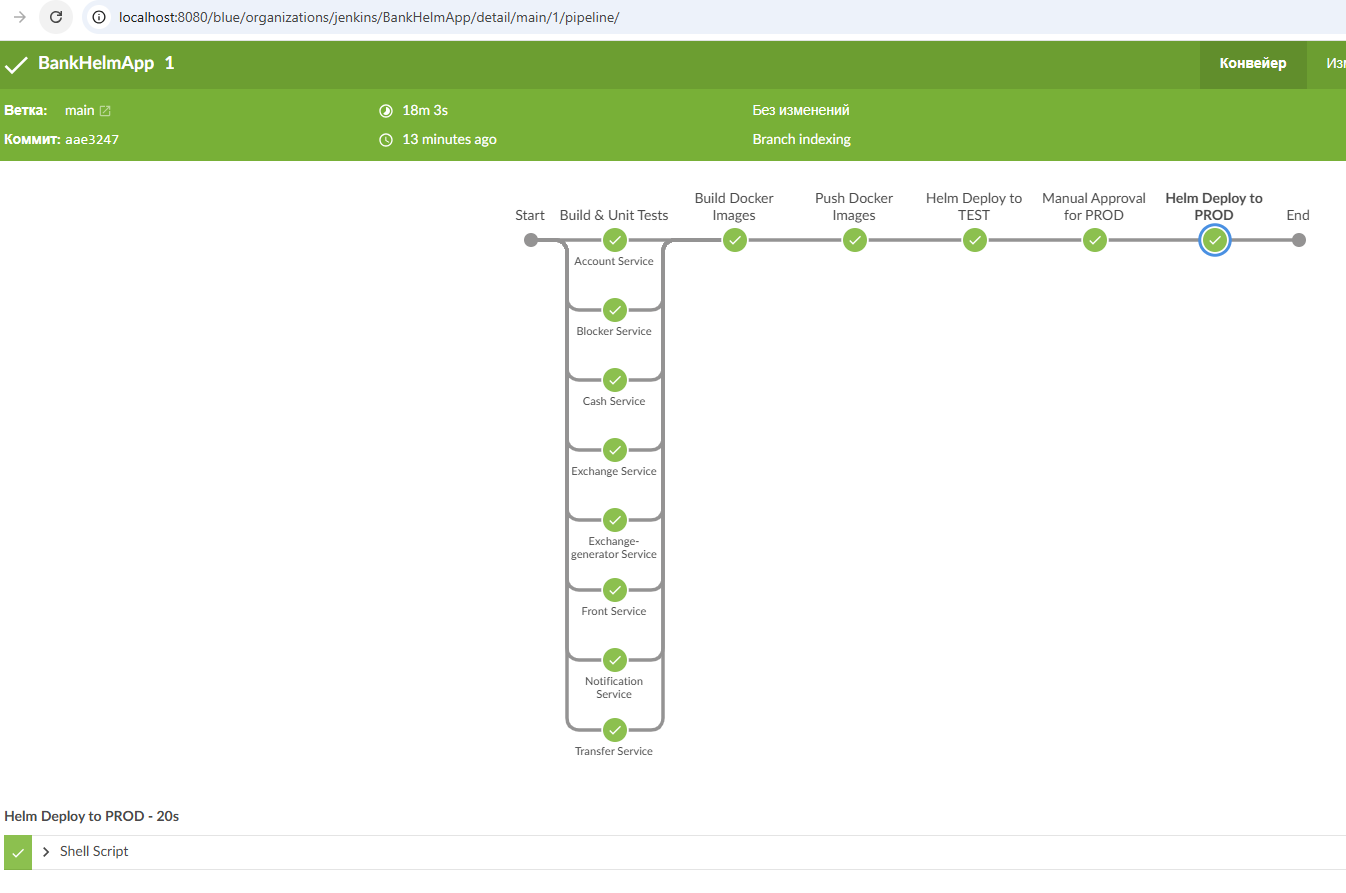 localhost:8080/blue/organizations/jenkins/BankHelmApp/detail/main/1/pipeline/
BankHelmApp 1
Конвейер
Ветка: main
18m 3s
Без изменений
Коммит: aae3247
13 minutes ago
Branch indexing
Start
Build & Unit Tests
Build Docker
Images
Push Docker
Images
Helm Deploy to
TEST
Manual Approval
for PROD
Helm Deploy to
PROD
End
Account Service
Blocker Service
Cash Service
Exchange Service
Exchange-
generator Service
Front Service
Notification
Service
Transfer Service
Helm Deploy to PROD - 20s
Shell Script